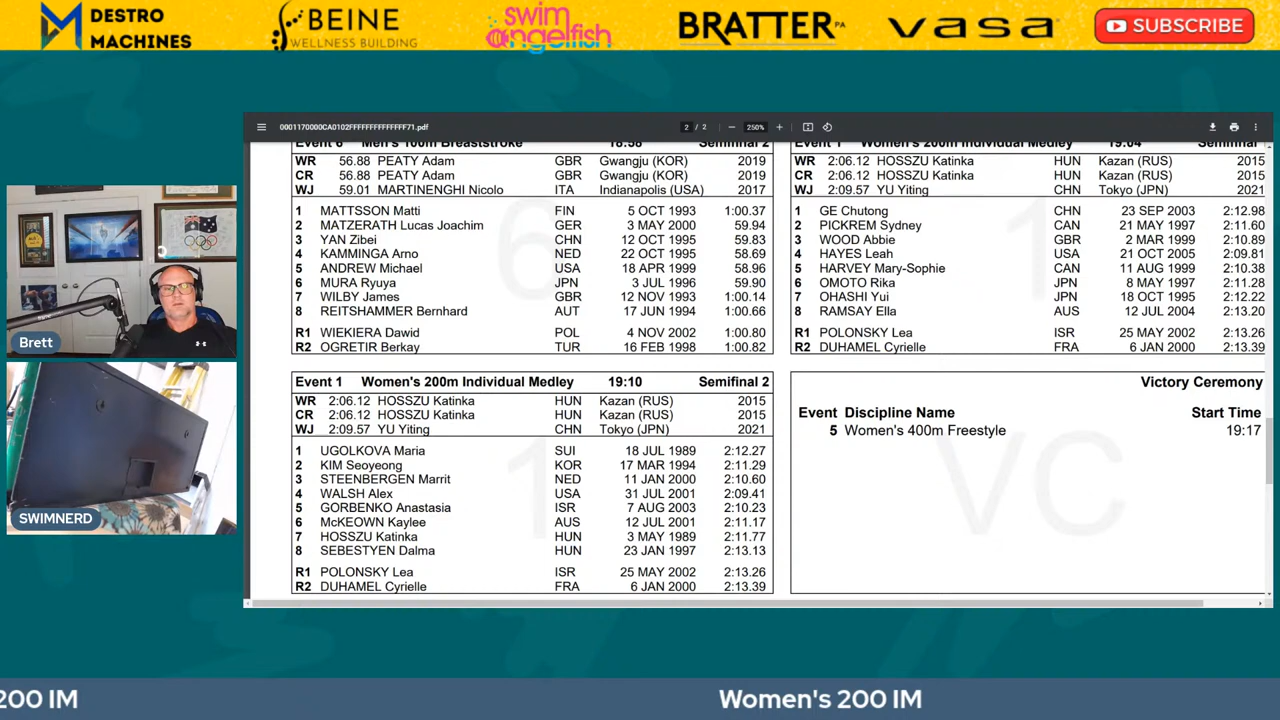 DESTRO
MACHINES
BEINE
WELLNESS BUILDING
swim
angelfish
BRATTER PA
vasa
SUBSCRIBE
0001170000CA0102FFFFFFFFFFFFFF71.pdf
2 / 2
250%
Event 6 Men's 100m Breaststroke 18:58 Semifinal 2
WR 56.88 PEATY Adam GBR Gwangju (KOR) 2019
CR 56.88 PEATY Adam GBR Gwangju (KOR) 2019
WJ 59.01 MARTINENGHI Nicolo ITA Indianapolis (USA) 2017
1 MATTSSON Matti FIN 5 OCT 1993 1:00.37
2 MATZERATH Lucas Joachim GER 3 MAY 2000 59.94
3 YAN Zibei CHN 12 OCT 1995 59.83
4 KAMMINGA Arno NED 22 OCT 1995 58.69
5 ANDREW Michael USA 18 APR 1999 58.96
6 MURA Ryuya JPN 3 JUL 1996 59.90
7 WILBY James GBR 12 NOV 1993 1:00.14
8 REITSHAMMER Bernhard AUT 17 JUN 1994 1:00.66
R1 WIEKIERA Dawid POL 4 NOV 2002 1:00.80
R2 OGRETIR Berkay TUR 16 FEB 1998 1:00.82
6
Event 1 Women's 200m Individual Medley 19:04 Semifinal
WR 2:06.12 HOSSZU Katinka HUN Kazan (RUS) 2015
CR 2:06.12 HOSSZU Katinka HUN Kazan (RUS) 2015
WJ 2:09.57 YU Yiting CHN Tokyo (JPN) 2021
1 GE Chutong CHN 23 SEP 2003 2:12.98
2 PICKREM Sydney CAN 21 MAY 1997 2:11.60
3 WOOD Abbie GBR 2 MAR 1999 2:10.89
4 HAYES Leah USA 21 OCT 2005 2:09.81
5 HARVEY Mary-Sophie CAN 11 AUG 1999 2:10.38
6 OMOTO Rika JPN 8 MAY 1997 2:11.28
7 OHASHI Yui JPN 18 OCT 1995 2:12.22
8 RAMSAY Ella AUS 12 JUL 2004 2:13.20
R1 POLONSKY Lea ISR 25 MAY 2002 2:13.26
R2 DUHAMEL Cyrielle FRA 6 JAN 2000 2:13.39
1
Event 1 Women's 200m Individual Medley 19:10 Semifinal 2
WR 2:06.12 HOSSZU Katinka HUN Kazan (RUS) 2015
CR 2:06.12 HOSSZU Katinka HUN Kazan (RUS) 2015
WJ 2:09.57 YU Yiting CHN Tokyo (JPN) 2021
1 UGOLKOVA Maria SUI 18 JUL 1989 2:12.27
2 KIM Seoyeong KOR 17 MAR 1994 2:11.29
3 STEENBERGEN Marrit NED 11 JAN 2000 2:10.60
4 WALSH Alex USA 31 JUL 2001 2:09.41
5 GORBENKO Anastasia ISR 7 AUG 2003 2:10.23
6 McKEOWN Kaylee AUS 12 JUL 2001 2:11.17
7 HOSSZU Katinka HUN 3 MAY 1989 2:11.77
8 SEBESTYEN Dalma HUN 23 JAN 1997 2:13.13
R1 POLONSKY Lea ISR 25 MAY 2002 2:13.26
R2 DUHAMEL Cyrielle FRA 6 JAN 2000 2:13.39
1
Victory Ceremony
Event Discipline Name Start Time
5 Women's 400m Freestyle 19:17
VC
Brett
SWIMNERD
200 IM
Women's 200 IM